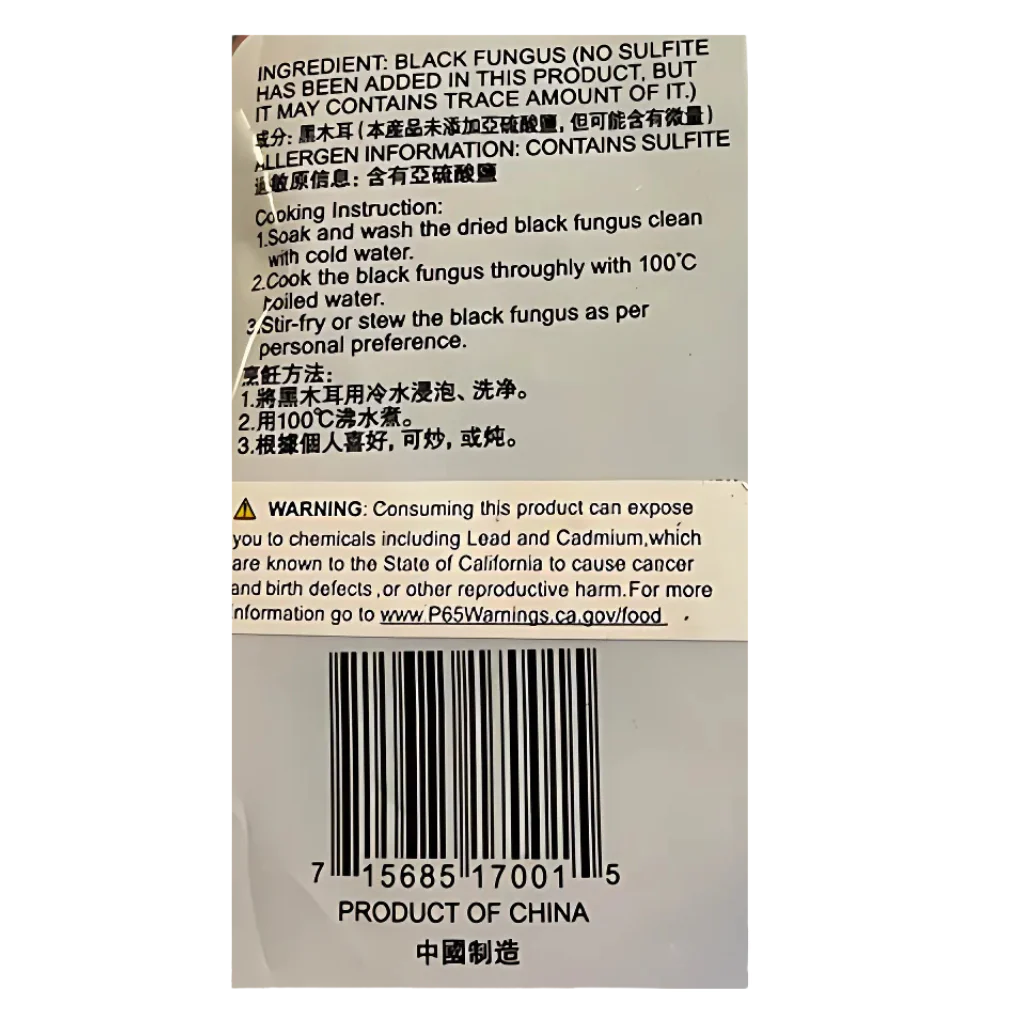 INGREDIENT: BLACK FUNGUS (NO SULFITE
HAS BEEN ADDED IN THIS PRODUCT, BUT
IT MAY CONTAINS TRACE AMOUNT OF IT.)
成分: 黑木耳 (本產品未添加亞硫酸鹽, 但可能含有微量)
ALLERGEN INFORMATION: CONTAINS SULFITE
過敏原信息: 含有亞硫酸鹽
Cooking Instruction:
1.Soak and wash the dried black fungus clean
with cold water.
2.Cook the black fungus throughly with 100°C
boiled water.
3.Stir-fry or stew the black fungus as per
personal preference.
烹飪方法:
1.將黑木耳用冷水浸泡、洗净。
2.用100℃沸水煮。
3.根據個人喜好, 可炒, 或炖。
⚠ WARNING: Consuming this product can expose
you to chemicals including Lead and Cadmium,which
are known to the State of California to cause cancer
and birth defects ,or other reproductive harm.For more
information go to www.P65Warnings.ca.gov/food .
7 15685 17001 5
PRODUCT OF CHINA
中國制造